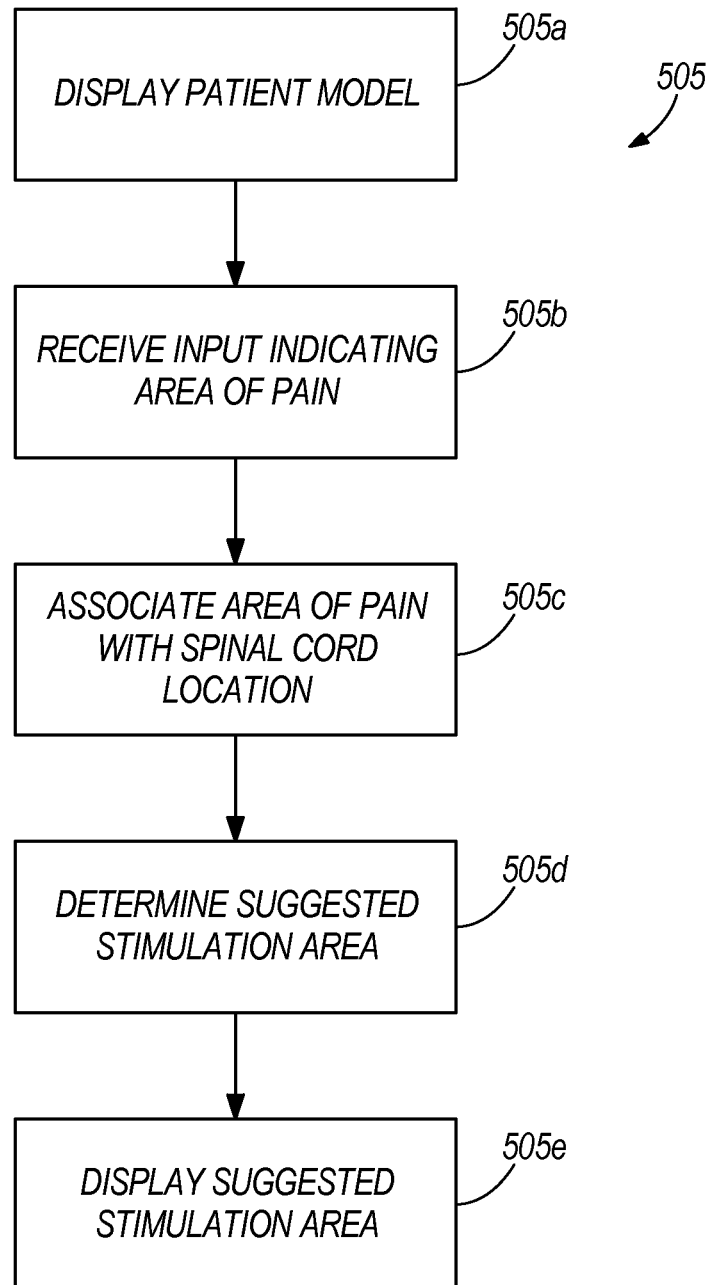 505a
DISPLAY PATIENT MODEL
505
505b
RECEIVE INPUT INDICATING
AREA OF PAIN
505c
ASSOCIATE AREA OF PAIN
WITH SPINAL CORD
LOCATION
505d
DETERMINE SUGGESTED
STIMULATION AREA
505e
DISPLAY SUGGESTED
STIMULATION AREA